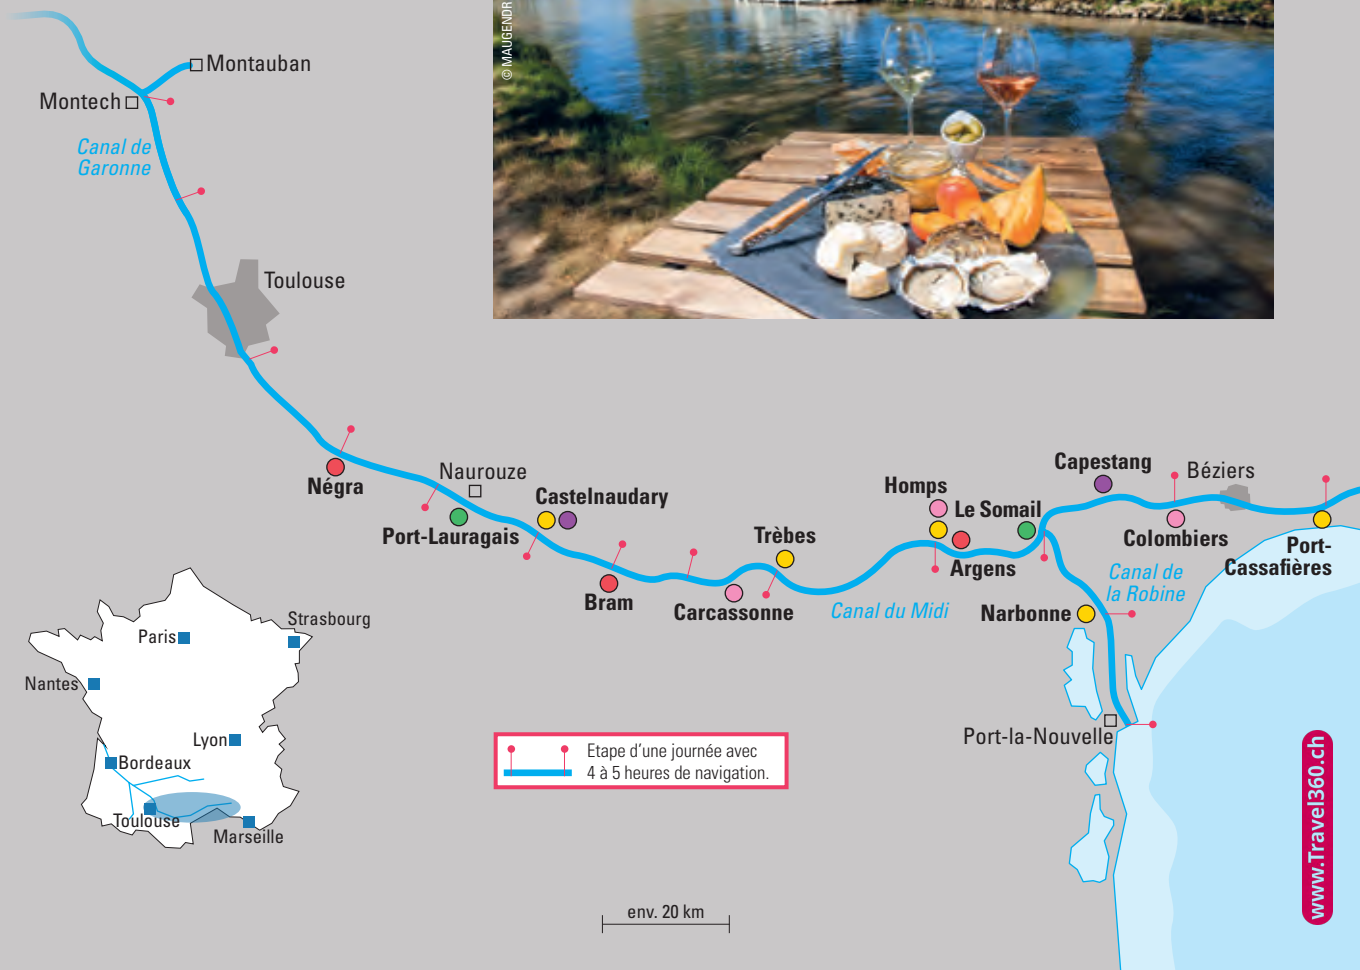 © MAUGENDR
Montauban
Montech
Canal de
Garonne
Toulouse
Naurouze
Négra
Castelnaudary
Port-Lauragais
Homps
Capestang
Béziers
Le Somail
Trèbes
Colombiers
Port-
Cassafières
Argens
Bram
Carcassonne
Canal du Midi
Canal de
la Robine
Narbonne
Port-la-Nouvelle
Strasbourg
Paris
Nantes
Lyon
Bordeaux
Toulouse
Marseille
Etape d'une journée avec
4 à 5 heures de navigation.
env. 20 km
www.Travel360.ch